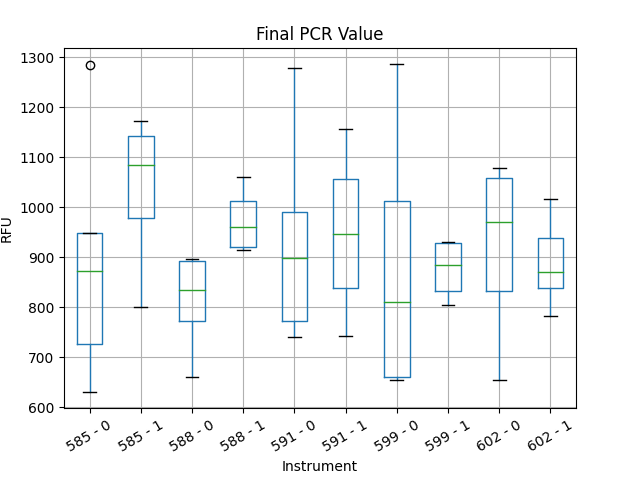 Final PCR Value
1300
1200
1100
1000
900
800
700
600
RFU
585 - 0
585 - 1
588 - 0
588 - 1
591 - 0
591 - 1
599 - 0
599 - 1
602 - 0
602 - 1
Instrument